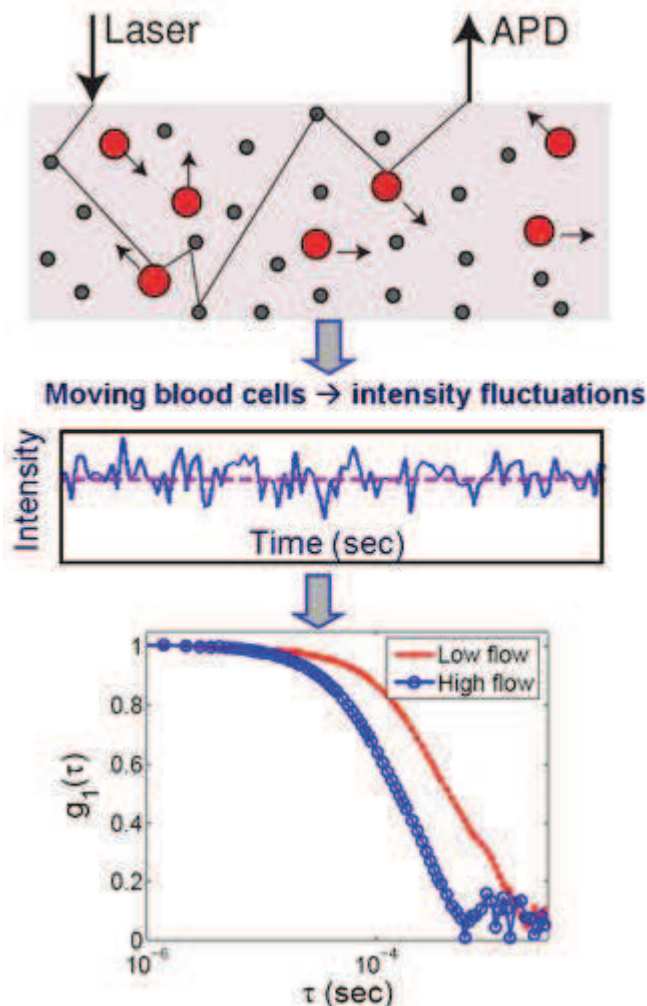 Laser
APD
Moving blood cells → intensity fluctuations
Intensity
Time (sec)
1
0.8
0.6
0.4
0.2
0
g₁(τ)
Low flow
High flow
10⁻⁶
10⁻⁴
τ (sec)